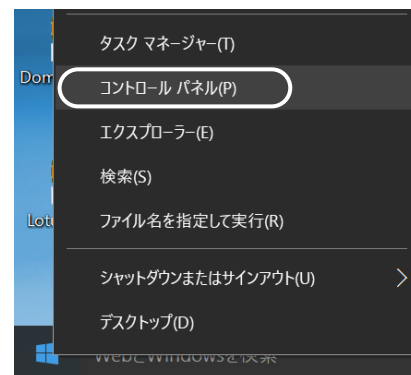 タスク マネージャー(T)
Dom
コントロール パネル(P)
エクスプローラー(E)
検索(S)
Lotu
ファイル名を指定して実行(R)
シャットダウンまたはサインアウト(U)
デスクトップ(D)
WebとWindowsを検索